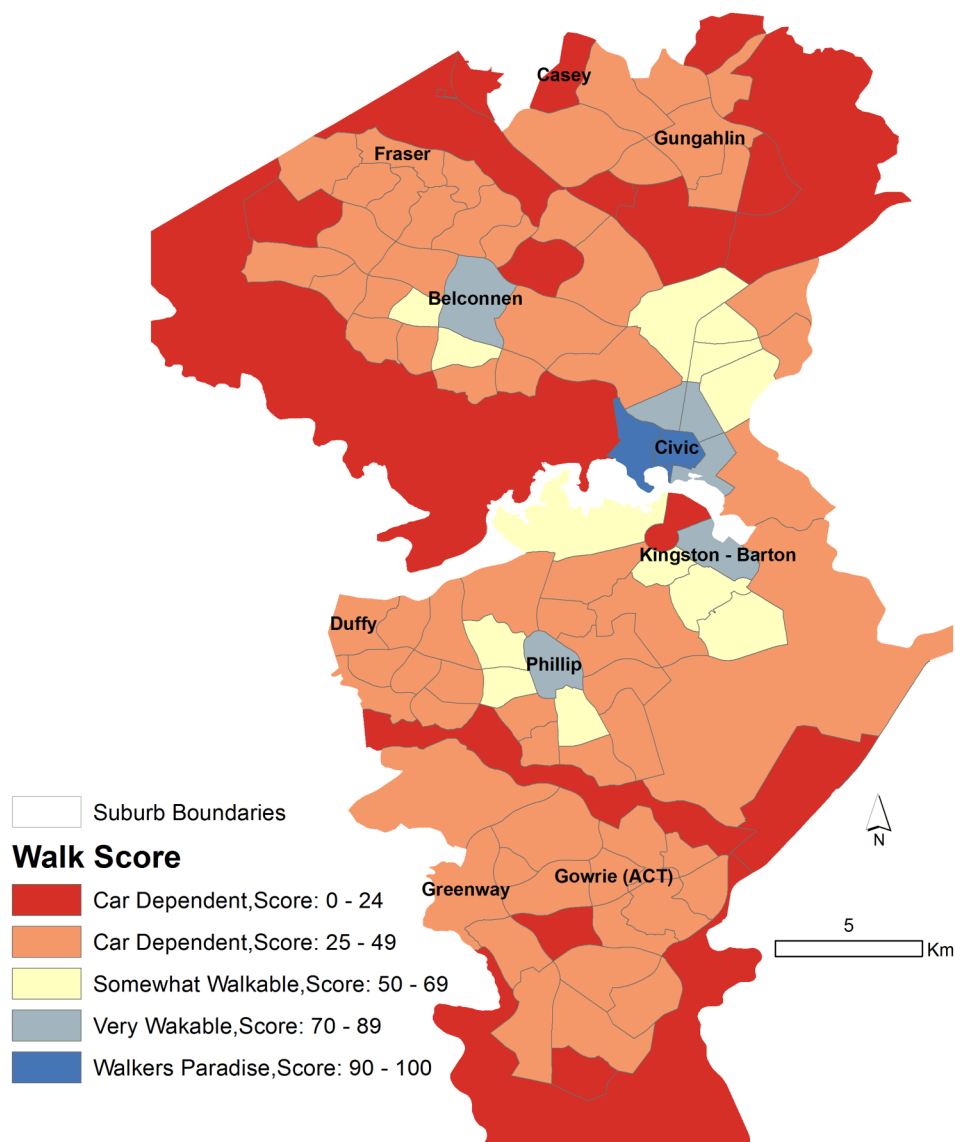 Casey
Gungahlin
Fraser
Belconnen
Civic
Kingston - Barton
Duffy
Phillip
Suburb Boundaries
Walk Score
Car Dependent,Score: 0 - 24
Car Dependent,Score: 25 - 49
Somewhat Walkable,Score: 50 - 69
Very Wakable,Score: 70 - 89
Walkers Paradise,Score: 90 - 100
Greenway
Gowrie (ACT)
N
5
Km